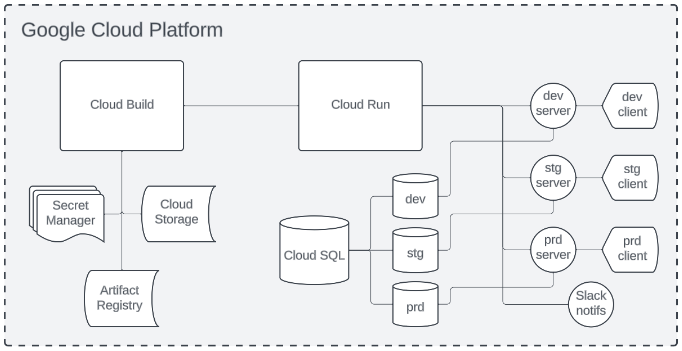 Google Cloud Platform
Cloud Build
Cloud Run
dev
server
dev
client
Secret
Manager
Cloud
Storage
dev
stg
server
stg
client
Cloud SQL
stg
prd
server
prd
client
Artifact
Registry
prd
Slack
notifs